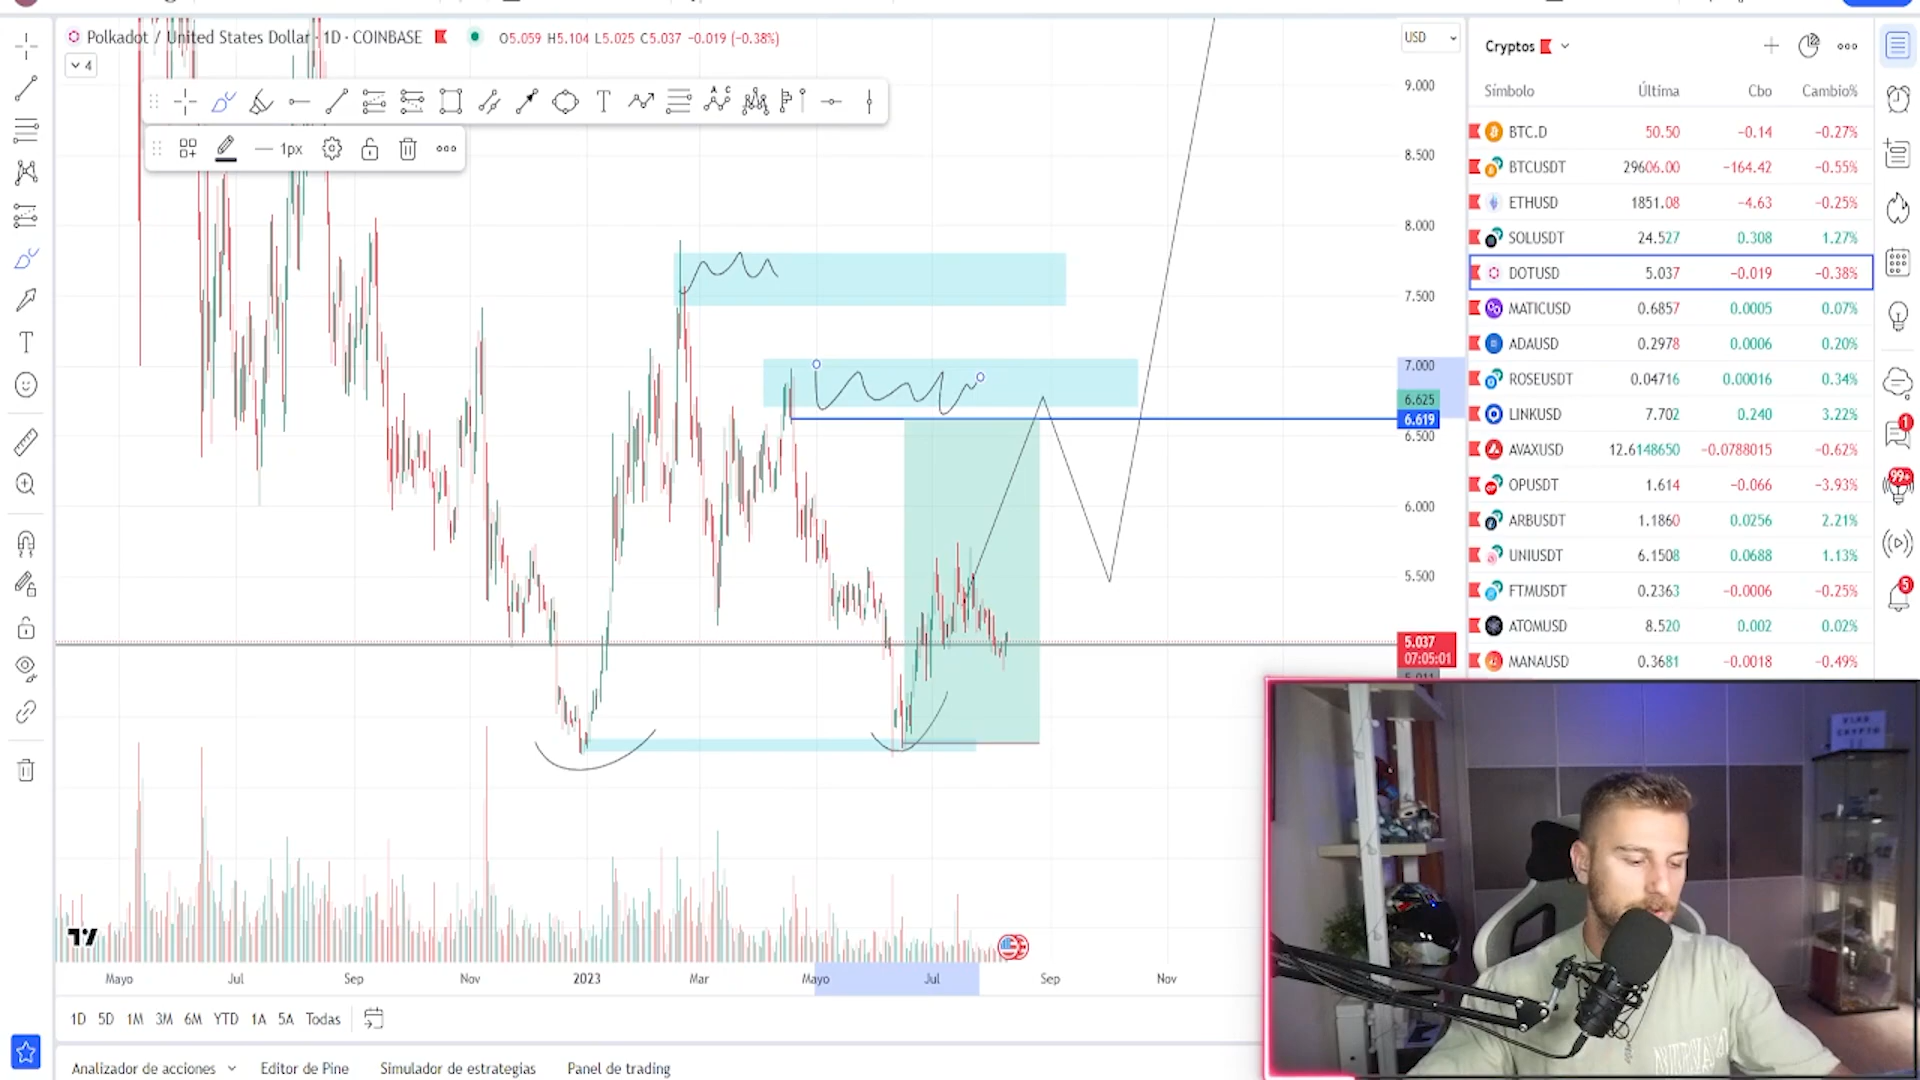 Polkadot / United States Dollar · 1D · COINBASE O5.059 H5.104 L5.025 C5.037 −0.019 (−0.38%)
4
1px
USD
9.000
8.500
8.000
7.500
7.000
6.625
6.619
6.500
6.000
5.500
5.037
07:05:01
5.011
Mayo Jul Sep Nov 2023 Mar Mayo Jul Sep Nov
1D 5D 1M 3M 6M YTD 1A 5A Todas
Analizador de acciones Editor de Pine Simulador de estrategias Panel de trading
Cryptos
Símbolo Última Cbo Cambio%
BTC.D 50.50 −0.14 −0.27%
BTCUSDT 29606.00 −164.42 −0.55%
ETHUSD 1851.08 −4.63 −0.25%
SOLUSDT 24.527 0.308 1.27%
DOTUSD 5.037 −0.019 −0.38%
MATICUSD 0.6857 0.0005 0.07%
ADAUSD 0.2978 0.0006 0.20%
ROSEUSDT 0.04716 0.00016 0.34%
LINKUSD 7.702 0.240 3.22%
AVAXUSD 12.6148650 −0.0788015 −0.62%
OPUSDT 1.614 −0.066 −3.93%
ARBUSDT 1.1860 0.0256 2.21%
UNIUSDT 6.1508 0.0688 1.13%
FTMUSDT 0.2363 −0.0006 −0.25%
ATOMUSD 8.520 0.002 0.02%
MANAUSD 0.3681 −0.0018 −0.49%
1
99+
5